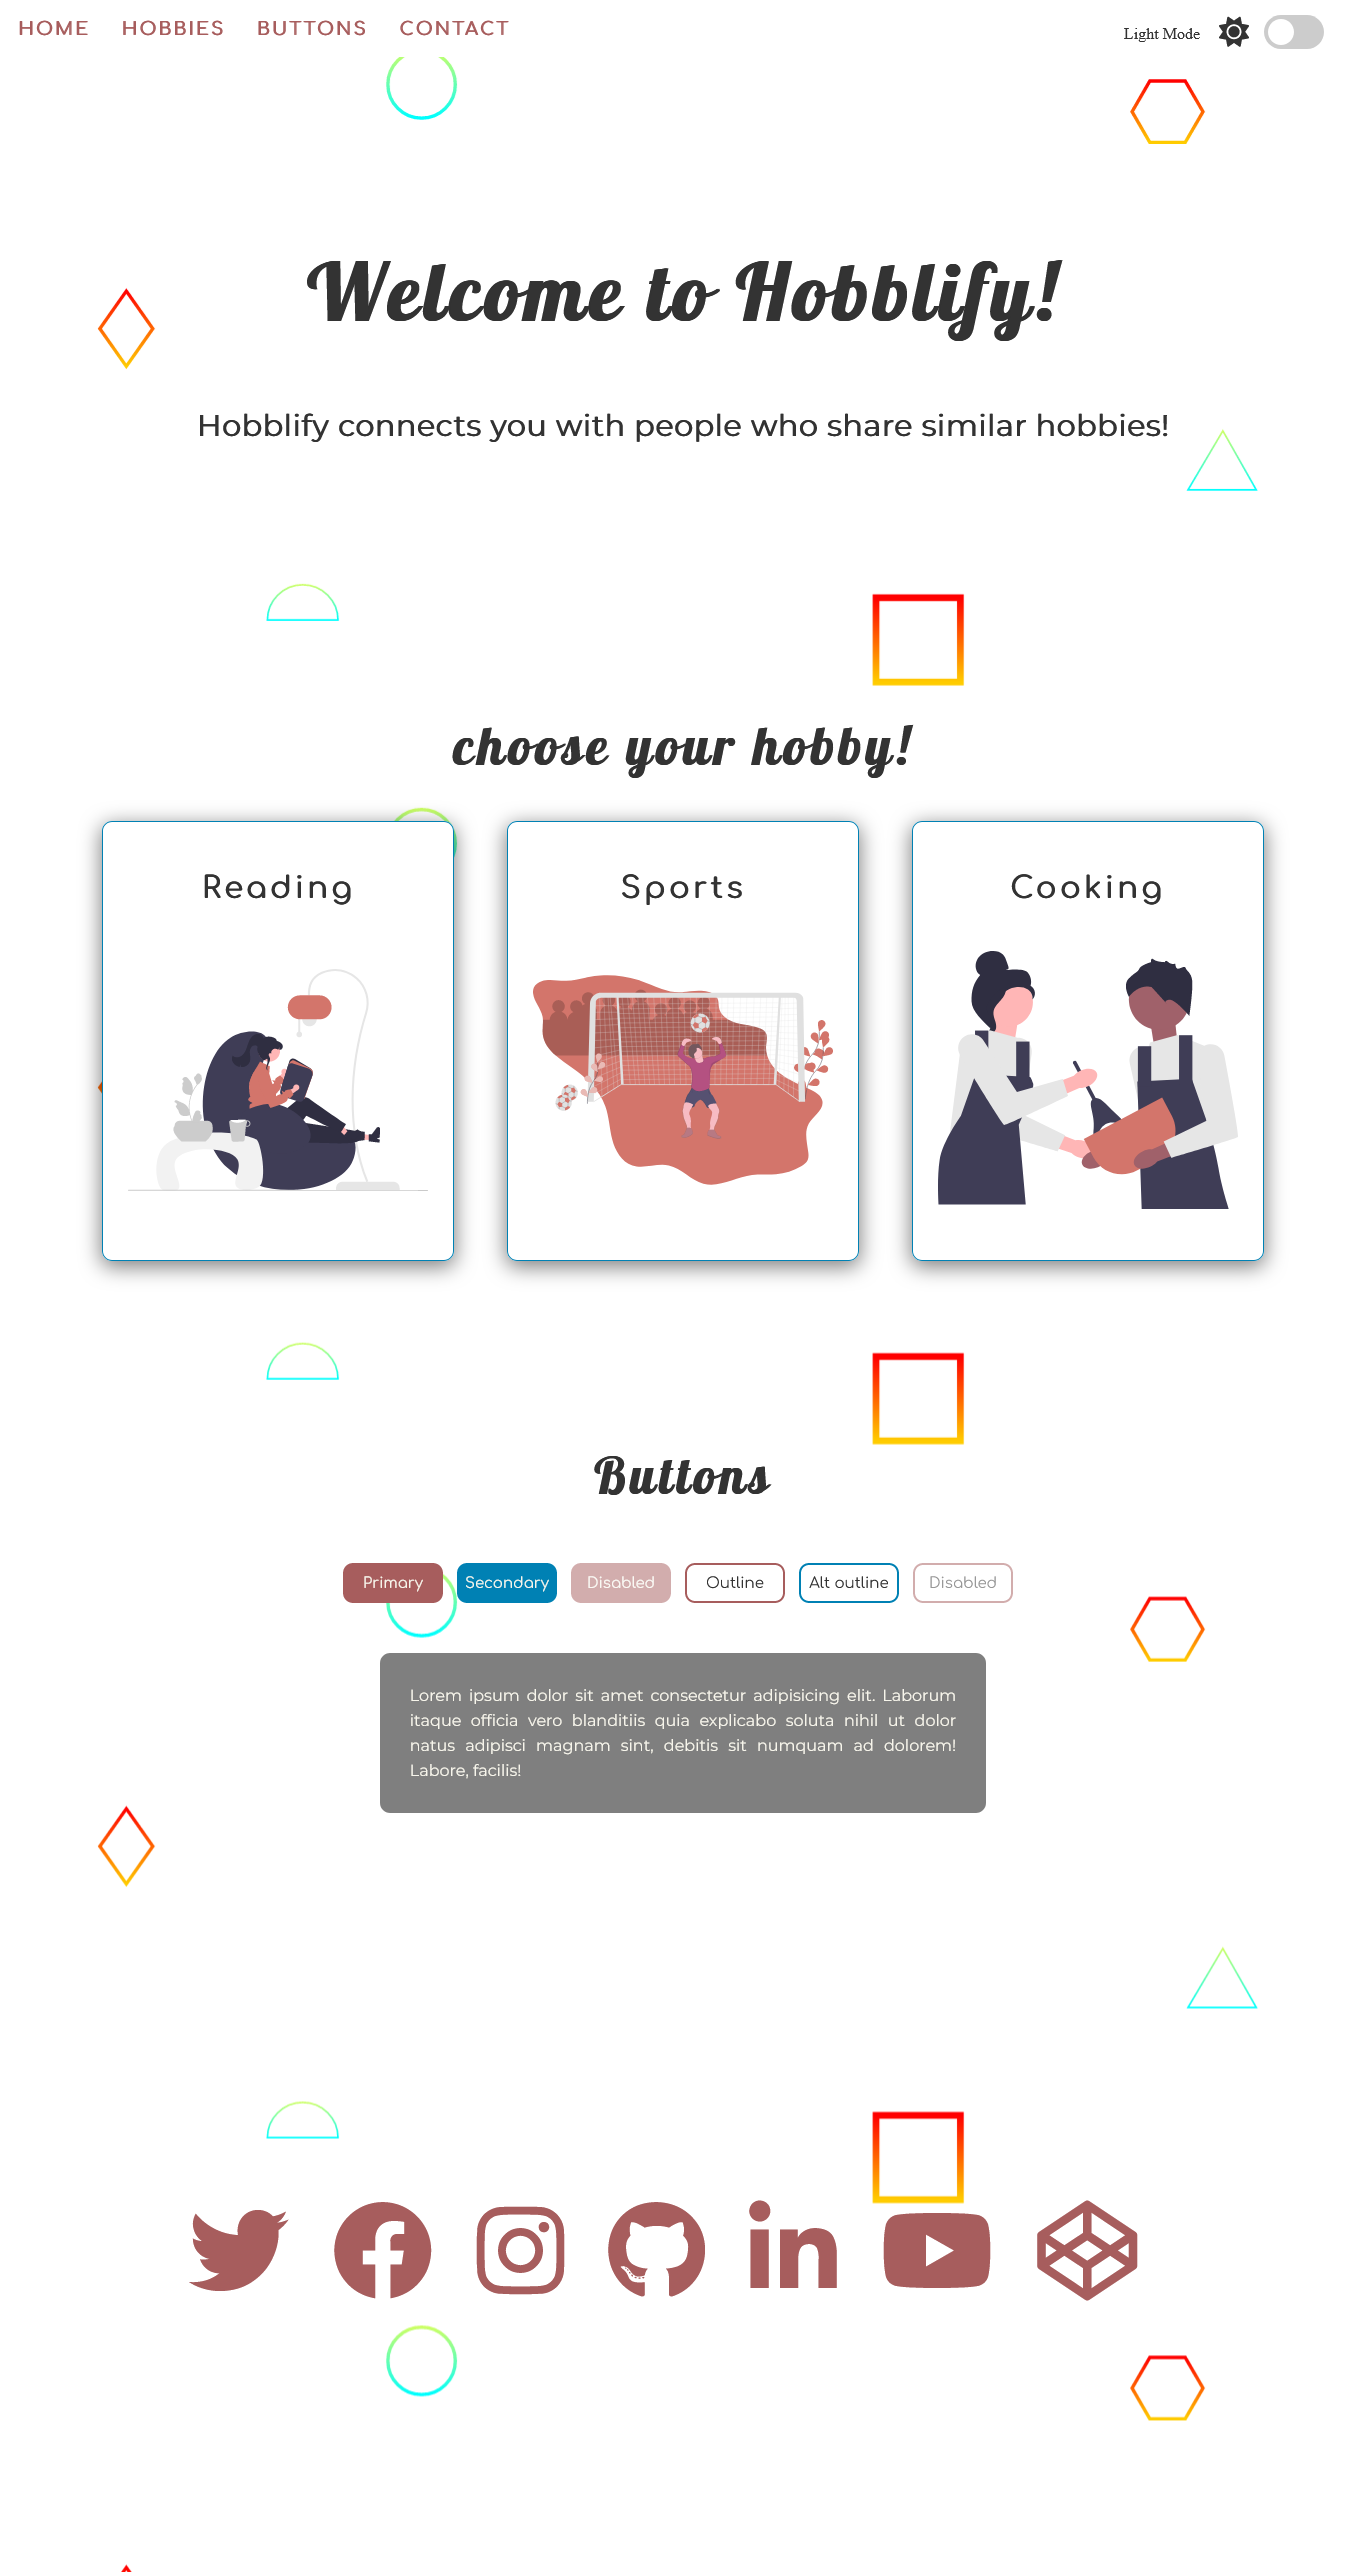 HOME HOBBIES BUTTONS CONTACT Light Mode
Welcome to Hobblify!
Hobblify connects you with people who share similar hobbies!
choose your hobby!
Reading Sports Cooking
Buttons
Primary Secondary Disabled Outline Alt outline Disabled
Lorem ipsum dolor sit amet consectetur adipisicing elit. Laborum
itaque officia vero blanditiis quia explicabo soluta nihil ut dolor
natus adipisci magnam sint, debitis sit numquam ad dolorem!
Labore, facilis!